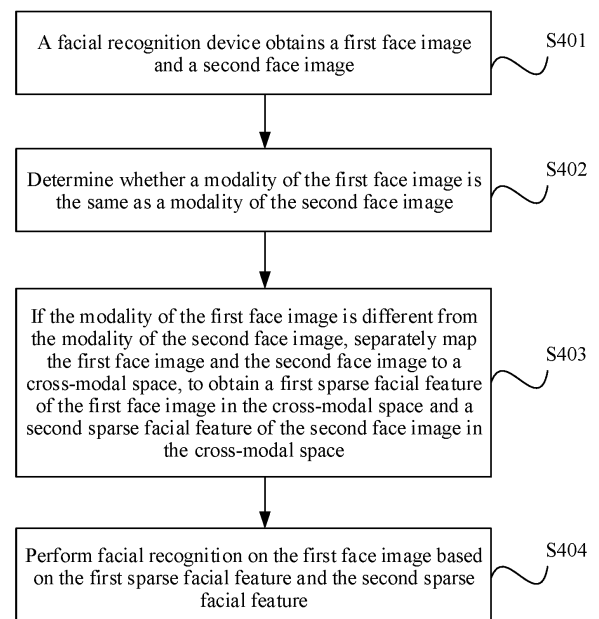 A facial recognition device obtains a first face image
and a second face image
S401
Determine whether a modality of the first face image is
the same as a modality of the second face image
S402
If the modality of the first face image is different from
the modality of the second face image, separately map
the first face image and the second face image to a
cross-modal space, to obtain a first sparse facial feature
of the first face image in the cross-modal space and a
second sparse facial feature of the second face image in
the cross-modal space
S403
Perform facial recognition on the first face image based
on the first sparse facial feature and the second sparse
facial feature
S404